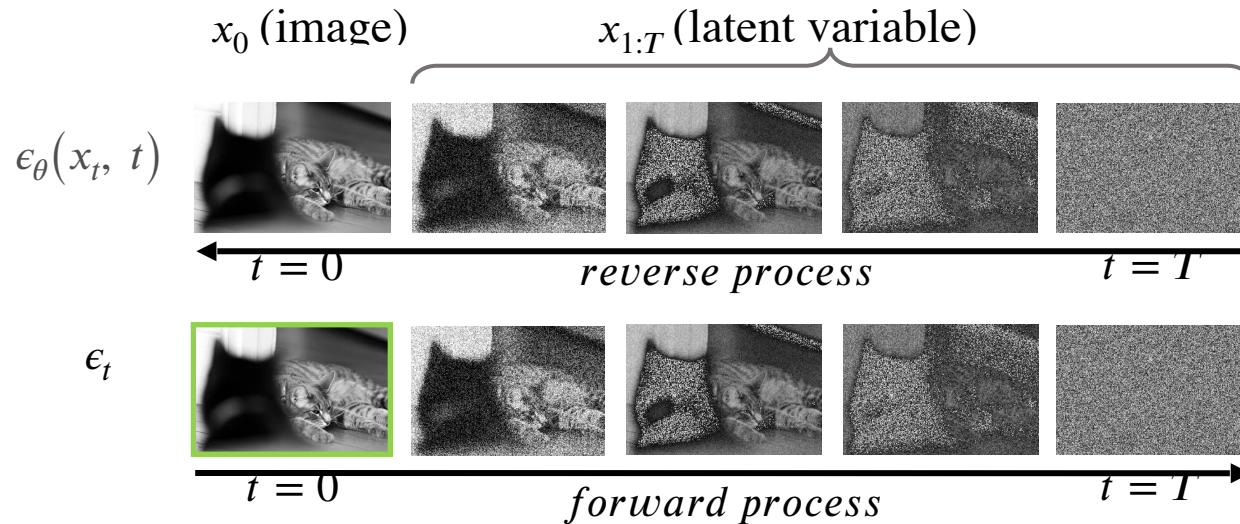 x₀ (image)
x₁:T (latent variable)
ϵθ(xₜ, t)
t = 0
reverse process
t = T
ϵₜ
t = 0
forward process
t = T